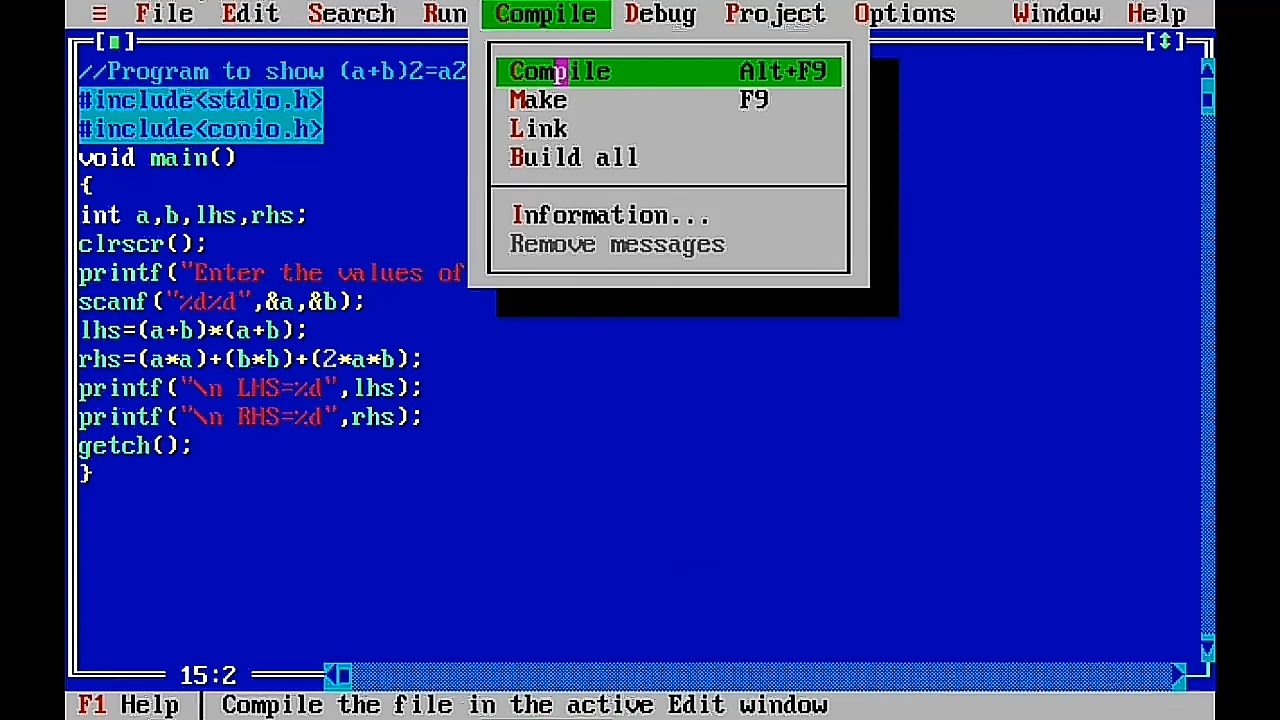 ≡ File Edit Search Run Compile Debug Project Options Window Help
//Program to show (a+b)2=a2
#include<stdio.h>
#include<conio.h>
void main()
{
int a,b,lhs,rhs;
clrscr();
printf("Enter the values of
scanf("%d%d",&a,&b);
lhs=(a+b)*(a+b);
rhs=(a*a)+(b*b)+(2*a*b);
printf("\n LHS=%d",lhs);
printf("\n RHS=%d",rhs);
getch();
}
Compile Alt+F9
Make F9
Link
Build all
Information...
Remove messages
15:2
F1 Help Compile the file in the active Edit window